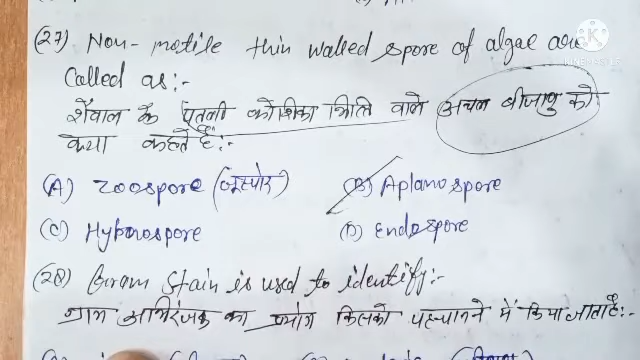 (27) Non-motile thin walled spore of algae are
Called as:-
शैवाल के पतली कोशिका भित्ति वाले अचल बीजाणु को
क्या कहते हैं:-
(A) Zoospore (जूस्पोर) (B) Aplanospore
(C) Hypnospore (D) Endospore
(28) Gram Stain is used to identify:-
ग्राम अभिरंजक का प्रयोग किसको पहचानने में किया जाता है:-